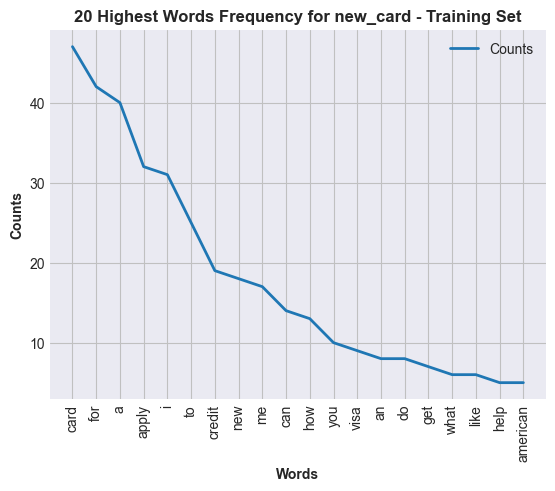 20 Highest Words Frequency for new_card - Training Set
Counts
Counts
40
30
20
10
card
for
a
apply
i
to
credit
new
me
can
how
you
visa
an
do
get
what
like
help
american
Words